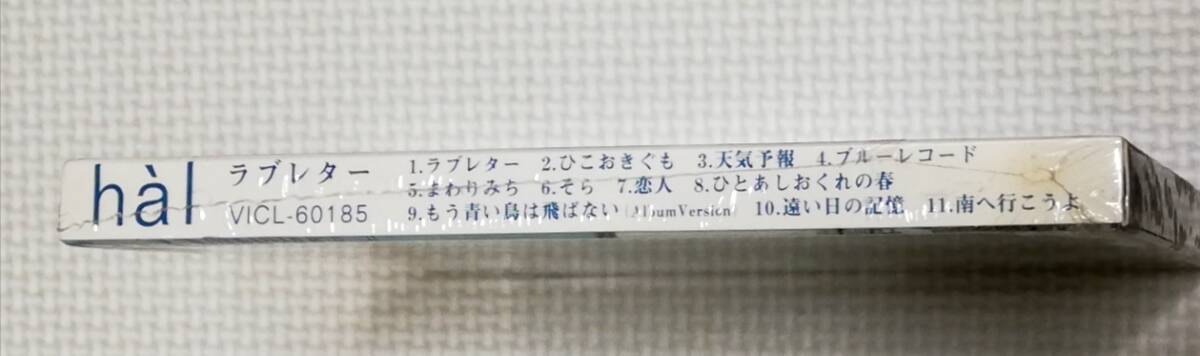 hàl
ラブレター
VICL-60185
1.ラブレター 2.ひこおきぐも 3.天気予報 4.ブルーレコード
5.まわりみち 6.そら 7.恋人 8.ひとあしおくれの春
9.もう青い鳥は飛ばない(Album Version) 10.遠い日の記憶 11.南へ行こうよ